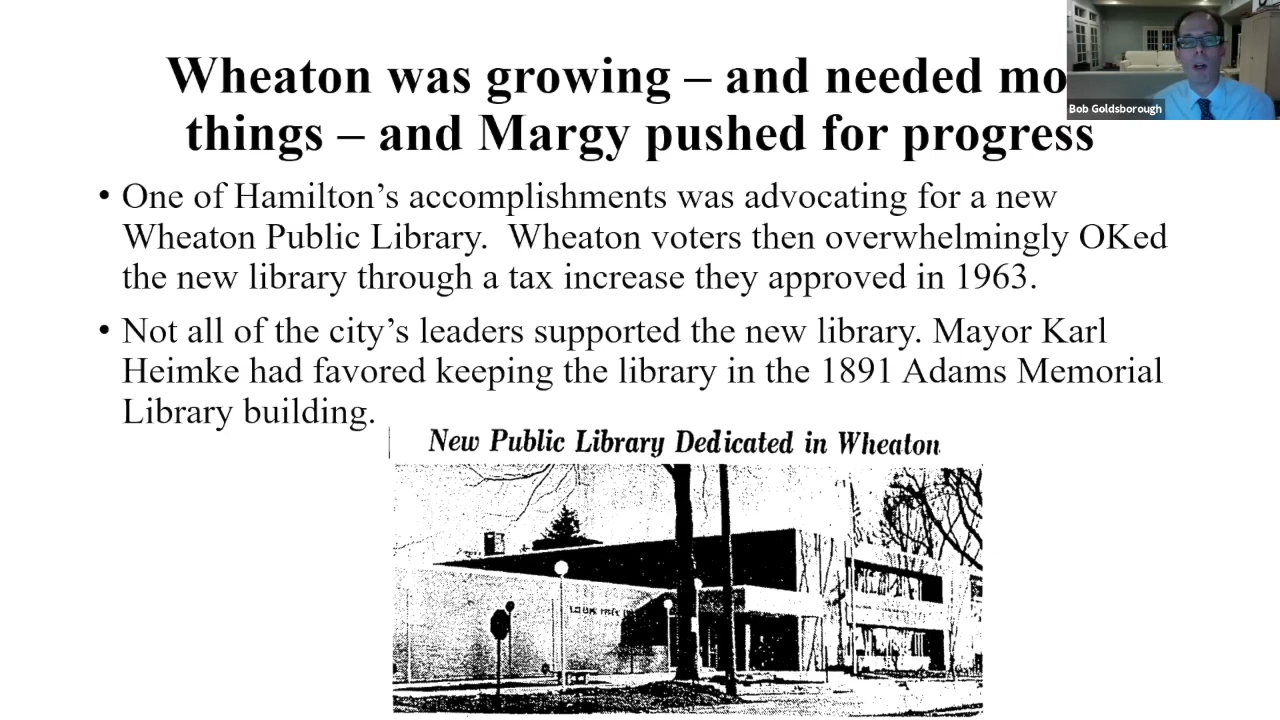 Wheaton was growing – and needed mo
things – and Margy pushed for progress
Bob Goldsborough
• One of Hamilton’s accomplishments was advocating for a new
Wheaton Public Library.  Wheaton voters then overwhelmingly OKed
the new library through a tax increase they approved in 1963.
• Not all of the city’s leaders supported the new library. Mayor Karl
Heimke had favored keeping the library in the 1891 Adams Memorial
Library building.
New Public Library Dedicated in Wheaton